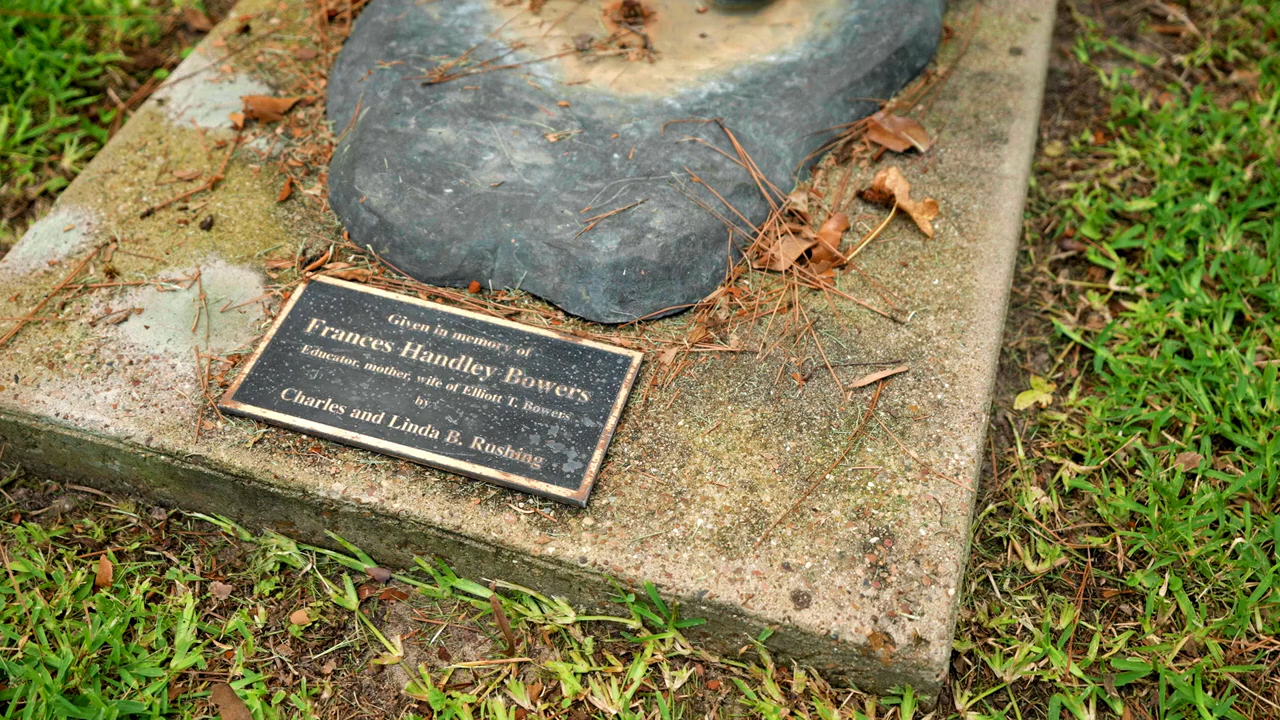 Given in memory of
Frances Handley Bowers
Educator, mother, wife of Elliott T. Bowers
by
Charles and Linda B. Rushing